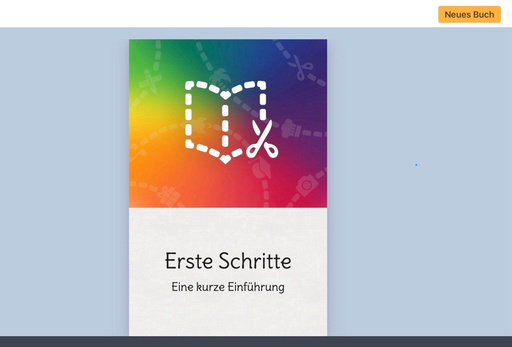 Neues Buch
Erste Schritte
Eine kurze Einführung